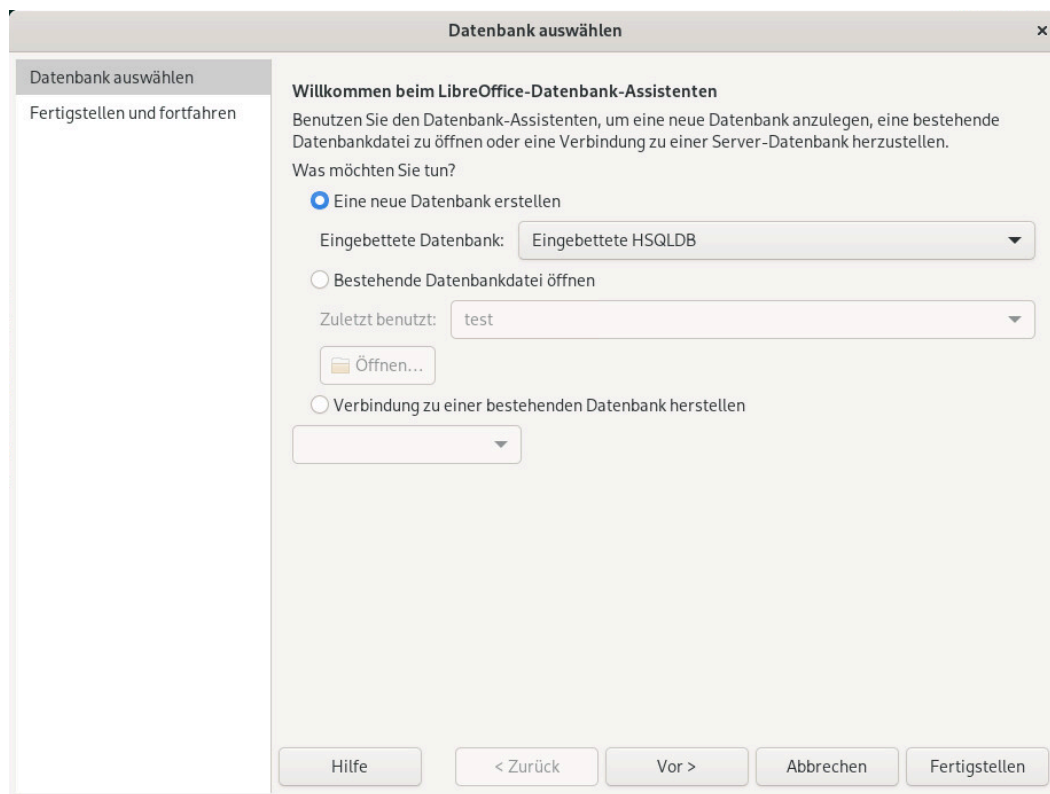 Datenbank auswählen
Datenbank auswählen
Fertigstellen und fortfahren
Willkommen beim LibreOffice-Datenbank-Assistenten
Benutzen Sie den Datenbank-Assistenten, um eine neue Datenbank anzulegen, eine bestehende
Datenbankdatei zu öffnen oder eine Verbindung zu einer Server-Datenbank herzustellen.
Was möchten Sie tun?
Eine neue Datenbank erstellen
Eingebettete Datenbank: Eingebettete HSQLDB
Bestehende Datenbankdatei öffnen
Zuletzt benutzt: test
Öffnen...
Verbindung zu einer bestehenden Datenbank herstellen
Hilfe < Zurück Vor > Abbrechen Fertigstellen